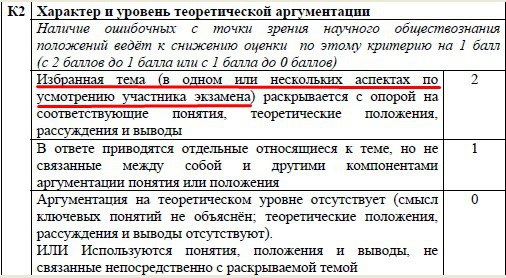 К2 Характер и уровень теоретической аргументации
Наличие ошибочных с точки зрения научного обществознания
положений ведёт к снижению оценки по этому критерию на 1 балл
(с 2 баллов до 1 балла или с 1 балла до 0 баллов)
Избранная тема (в одном или нескольких аспектах по 2
усмотрению участника экзамена) раскрывается с опорой на
соответствующие понятия, теоретические положения,
рассуждения и выводы
В ответе приводятся отдельные относящиеся к теме, но не 1
связанные между собой и другими компонентами
аргументации понятия или положения
Аргументация на теоретическом уровне отсутствует (смысл 0
ключевых понятий не объяснён; теоретические положения,
рассуждения и выводы отсутствуют).
ИЛИ Используются понятия, положения и выводы, не
связанные непосредственно с раскрываемой темой